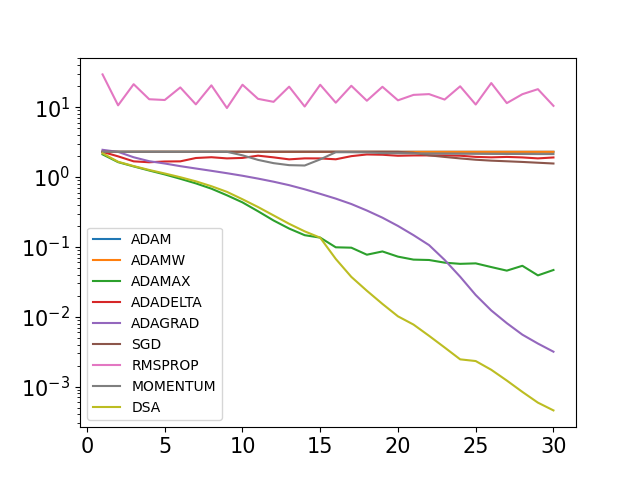 10¹
10⁰
10⁻¹
10⁻²
10⁻³
ADAM
ADAMW
ADAMAX
ADADELTA
ADAGRAD
SGD
RMSPROP
MOMENTUM
DSA
0 5 10 15 20 25 30